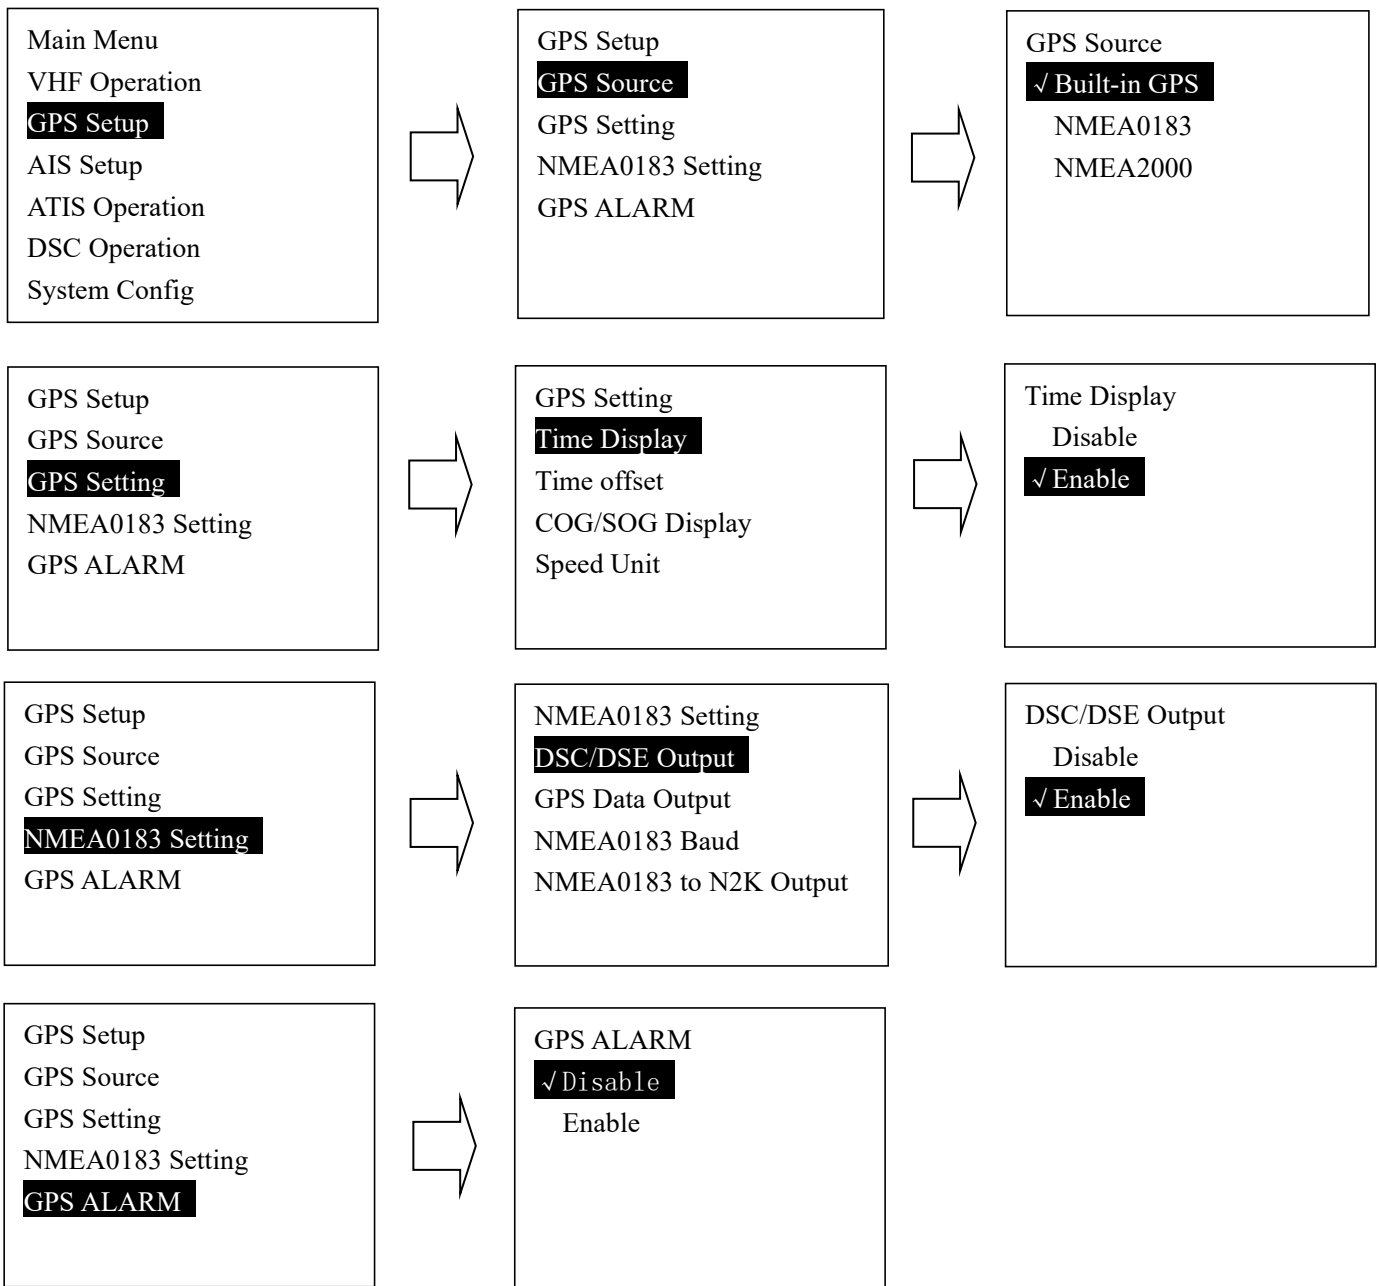 Main Menu
VHF Operation
GPS Setup
AIS Setup
ATIS Operation
DSC Operation
System Config
GPS Setup
GPS Source
GPS Setting
NMEA0183 Setting
GPS ALARM
GPS Source
√ Built-in GPS
NMEA0183
NMEA2000
GPS Setup
GPS Source
GPS Setting
NMEA0183 Setting
GPS ALARM
GPS Setting
Time Display
Time offset
COG/SOG Display
Speed Unit
Time Display
Disable
√ Enable
GPS Setup
GPS Source
GPS Setting
NMEA0183 Setting
GPS ALARM
NMEA0183 Setting
DSC/DSE Output
GPS Data Output
NMEA0183 Baud
NMEA0183 to N2K Output
DSC/DSE Output
Disable
√ Enable
GPS Setup
GPS Source
GPS Setting
NMEA0183 Setting
GPS ALARM
GPS ALARM
√ Disable
Enable